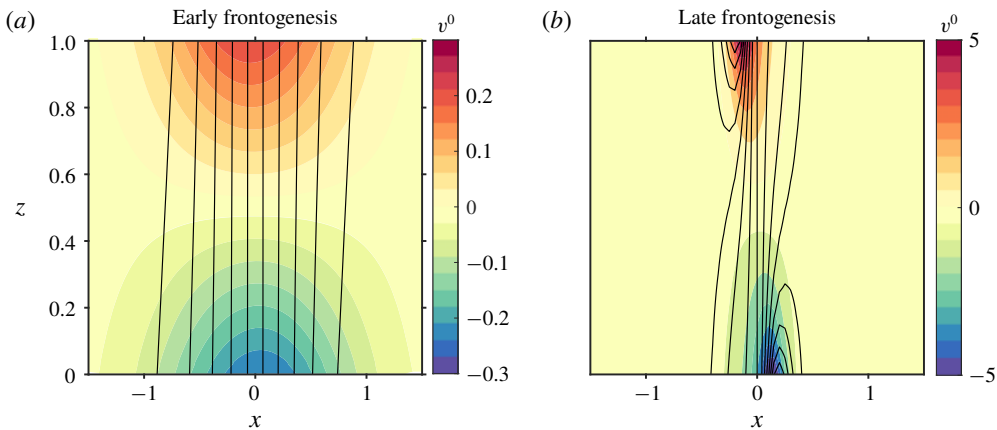 (a) Early frontogenesis v⁰
1.0
0.8
0.6
z
0.4
0.2
0
−1 0 1
x
0.2
0.1
0
−0.1
−0.2
−0.3
(b) Late frontogenesis v⁰
5
0
−5
−1 0 1
x